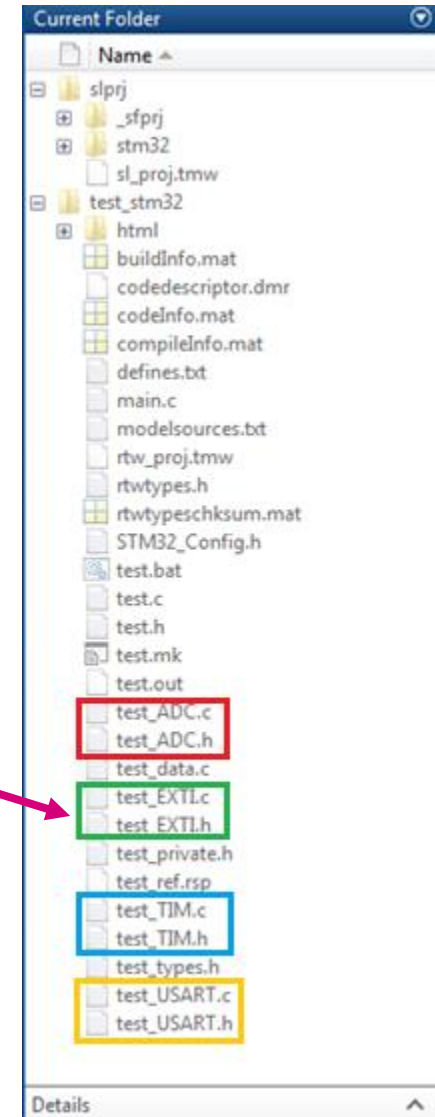 Current Folder
Name
slprj
_sfprj
stm32
sl_proj.tmw
test_stm32
html
buildInfo.mat
codedescriptor.dmr
codeInfo.mat
compileInfo.mat
defines.txt
main.c
modelsources.txt
rtw_proj.tmw
rtwtypes.h
rtwtypeschksum.mat
STM32_Config.h
test.bat
test.c
test.h
test.mk
test.out
test_ADC.c
test_ADC.h
test_data.c
test_EXTI.c
test_EXTI.h
test_private.h
test_ref.rsp
test_TIM.c
test_TIM.h
test_types.h
test_USART.c
test_USART.h
Details